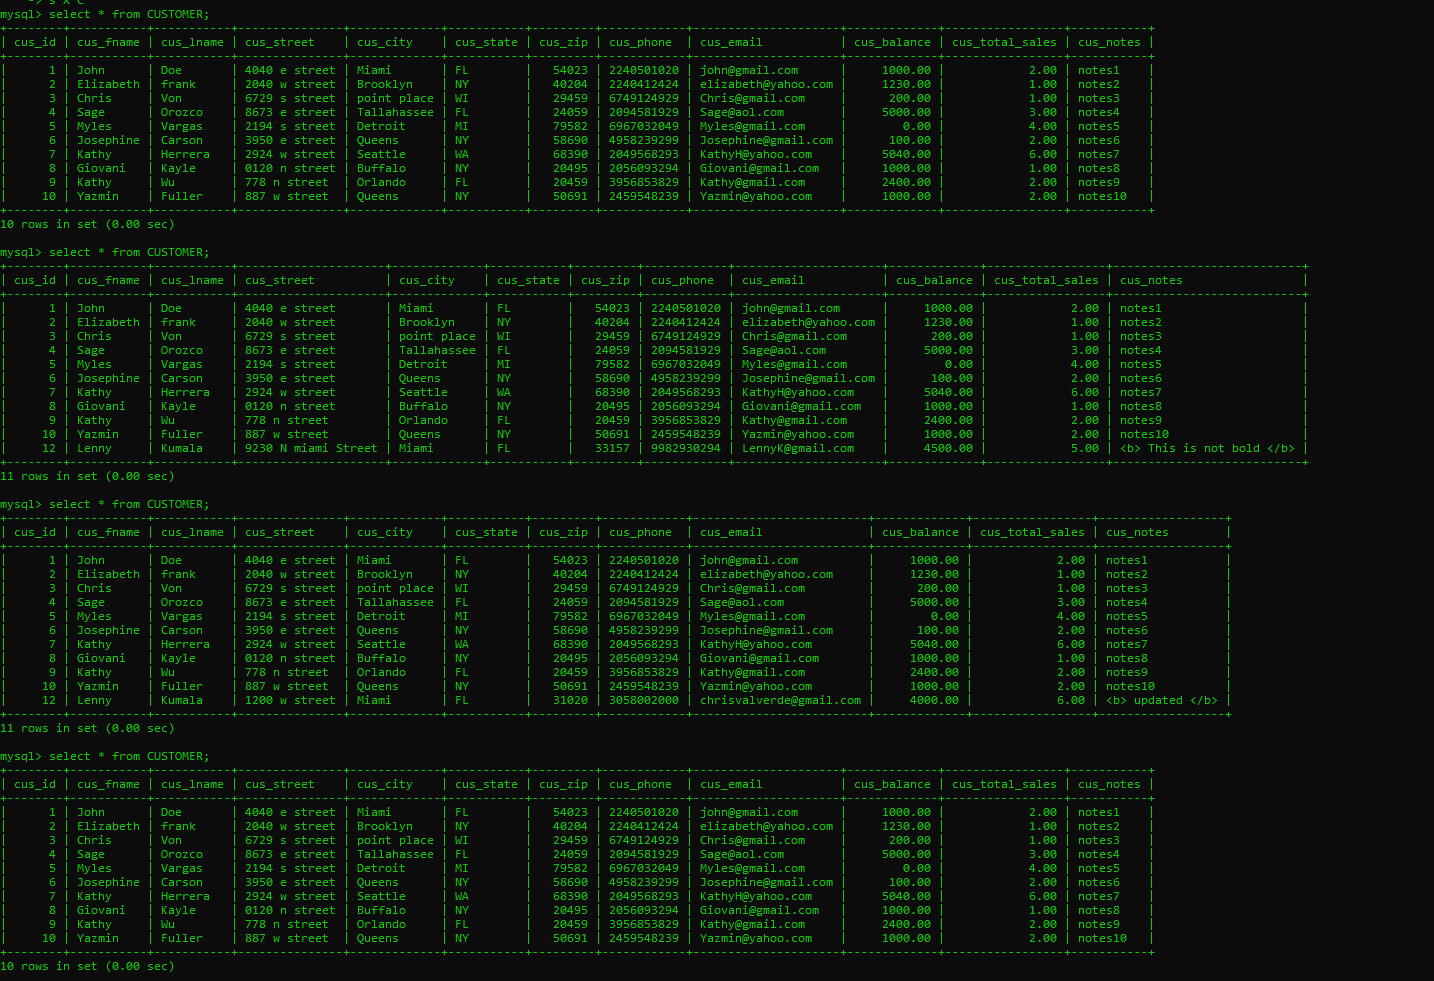 -> s X C
mysql> select * from CUSTOMER;
+--------+-----------+-----------+---------------+-------------+-----------+---------+------------+---------------------+-------------+-----------------+-----------+
| cus_id | cus_fname | cus_lname | cus_street    | cus_city    | cus_state | cus_zip | cus_phone  | cus_email           | cus_balance | cus_total_sales | cus_notes |
+--------+-----------+-----------+---------------+-------------+-----------+---------+------------+---------------------+-------------+-----------------+-----------+
|      1 | John      | Doe       | 4040 e street | Miami       | FL        |   54023 | 2240501020 | john@gmail.com      |     1000.00 |            2.00 | notes1    |
|      2 | Elizabeth | frank     | 2040 w street | Brooklyn    | NY        |   40204 | 2240412424 | elizabeth@yahoo.com |     1230.00 |            1.00 | notes2    |
|      3 | Chris     | Von       | 6729 s street | point place | WI        |   29459 | 6749124929 | Chris@gmail.com     |      200.00 |            1.00 | notes3    |
|      4 | Sage      | Orozco    | 8673 e street | Tallahassee | FL        |   24059 | 2094581929 | Sage@aol.com        |     5000.00 |            3.00 | notes4    |
|      5 | Myles     | Vargas    | 2194 s street | Detroit     | MI        |   79582 | 6967032049 | Myles@gmail.com     |        0.00 |            4.00 | notes5    |
|      6 | Josephine | Carson    | 3950 e street | Queens      | NY        |   58690 | 4958239299 | Josephine@gmail.com |      100.00 |            2.00 | notes6    |
|      7 | Kathy     | Herrera   | 2924 w street | Seattle     | WA        |   68390 | 2049568293 | KathyH@yahoo.com    |     5040.00 |            6.00 | notes7    |
|      8 | Giovani   | Kayle     | 0120 n street | Buffalo     | NY        |   20495 | 2056093294 | Giovani@gmail.com   |     1000.00 |            1.00 | notes8    |
|      9 | Kathy     | Wu        | 778 n street  | Orlando     | FL        |   20459 | 3956853829 | Kathy@gmail.com     |     2400.00 |            2.00 | notes9    |
|     10 | Yazmin    | Fuller    | 887 w street  | Queens      | NY        |   50691 | 2459548239 | Yazmin@yahoo.com    |     1000.00 |            2.00 | notes10   |
+--------+-----------+-----------+---------------+-------------+-----------+---------+------------+---------------------+-------------+-----------------+-----------+
10 rows in set (0.00 sec)
mysql> select * from CUSTOMER;
+--------+-----------+-----------+---------------------+-------------+-----------+---------+------------+---------------------+-------------+-----------------+---------------------------+
| cus_id | cus_fname | cus_lname | cus_street          | cus_city    | cus_state | cus_zip | cus_phone  | cus_email           | cus_balance | cus_total_sales | cus_notes                 |
+--------+-----------+-----------+---------------------+-------------+-----------+---------+------------+---------------------+-------------+-----------------+---------------------------+
|      1 | John      | Doe       | 4040 e street       | Miami       | FL        |   54023 | 2240501020 | john@gmail.com      |     1000.00 |            2.00 | notes1                    |
|      2 | Elizabeth | frank     | 2040 w street       | Brooklyn    | NY        |   40204 | 2240412424 | elizabeth@yahoo.com |     1230.00 |            1.00 | notes2                    |
|      3 | Chris     | Von       | 6729 s street       | point place | WI        |   29459 | 6749124929 | Chris@gmail.com     |      200.00 |            1.00 | notes3                    |
|      4 | Sage      | Orozco    | 8673 e street       | Tallahassee | FL        |   24059 | 2094581929 | Sage@aol.com        |     5000.00 |            3.00 | notes4                    |
|      5 | Myles     | Vargas    | 2194 s street       | Detroit     | MI        |   79582 | 6967032049 | Myles@gmail.com     |        0.00 |            4.00 | notes5                    |
|      6 | Josephine | Carson    | 3950 e street       | Queens      | NY        |   58690 | 4958239299 | Josephine@gmail.com |      100.00 |            2.00 | notes6                    |
|      7 | Kathy     | Herrera   | 2924 w street       | Seattle     | WA        |   68390 | 2049568293 | KathyH@yahoo.com    |     5040.00 |            6.00 | notes7                    |
|      8 | Giovani   | Kayle     | 0120 n street       | Buffalo     | NY        |   20495 | 2056093294 | Giovani@gmail.com   |     1000.00 |            1.00 | notes8                    |
|      9 | Kathy     | Wu        | 778 n street        | Orlando     | FL        |   20459 | 3956853829 | Kathy@gmail.com     |     2400.00 |            2.00 | notes9                    |
|     10 | Yazmin    | Fuller    | 887 w street        | Queens      | NY        |   50691 | 2459548239 | Yazmin@yahoo.com    |     1000.00 |            2.00 | notes10                   |
|     12 | Lenny     | Kumala    | 9230 N miami Street | Miami       | FL        |   33157 | 9982930294 | LennyK@gmail.com    |     4500.00 |            5.00 | <b> This is not bold </b> |
+--------+-----------+-----------+---------------------+-------------+-----------+---------+------------+---------------------+-------------+-----------------+---------------------------+
11 rows in set (0.00 sec)
mysql> select * from CUSTOMER;
+--------+-----------+-----------+---------------+-------------+-----------+---------+------------+-------------------------+-------------+-----------------+-----------------+
| cus_id | cus_fname | cus_lname | cus_street    | cus_city    | cus_state | cus_zip | cus_phone  | cus_email               | cus_balance | cus_total_sales | cus_notes       |
+--------+-----------+-----------+---------------+-------------+-----------+---------+------------+-------------------------+-------------+-----------------+-----------------+
|      1 | John      | Doe       | 4040 e street | Miami       | FL        |   54023 | 2240501020 | john@gmail.com          |     1000.00 |            2.00 | notes1          |
|      2 | Elizabeth | frank     | 2040 w street | Brooklyn    | NY        |   40204 | 2240412424 | elizabeth@yahoo.com     |     1230.00 |            1.00 | notes2          |
|      3 | Chris     | Von       | 6729 s street | point place | WI        |   29459 | 6749124929 | Chris@gmail.com         |      200.00 |            1.00 | notes3          |
|      4 | Sage      | Orozco    | 8673 e street | Tallahassee | FL        |   24059 | 2094581929 | Sage@aol.com            |     5000.00 |            3.00 | notes4          |
|      5 | Myles     | Vargas    | 2194 s street | Detroit     | MI        |   79582 | 6967032049 | Myles@gmail.com         |        0.00 |            4.00 | notes5          |
|      6 | Josephine | Carson    | 3950 e street | Queens      | NY        |   58690 | 4958239299 | Josephine@gmail.com     |      100.00 |            2.00 | notes6          |
|      7 | Kathy     | Herrera   | 2924 w street | Seattle     | WA        |   68390 | 2049568293 | KathyH@yahoo.com        |     5040.00 |            6.00 | notes7          |
|      8 | Giovani   | Kayle     | 0120 n street | Buffalo     | NY        |   20495 | 2056093294 | Giovani@gmail.com       |     1000.00 |            1.00 | notes8          |
|      9 | Kathy     | Wu        | 778 n street  | Orlando     | FL        |   20459 | 3956853829 | Kathy@gmail.com         |     2400.00 |            2.00 | notes9          |
|     10 | Yazmin    | Fuller    | 887 w street  | Queens      | NY        |   50691 | 2459548239 | Yazmin@yahoo.com        |     1000.00 |            2.00 | notes10         |
|     12 | Lenny     | Kumala    | 1200 w street | Miami       | FL        |   31020 | 3058002000 | chrisvalverde@gmail.com |     4000.00 |            6.00 | <b> updated </b> |
+--------+-----------+-----------+---------------+-------------+-----------+---------+------------+-------------------------+-------------+-----------------+-----------------+
11 rows in set (0.00 sec)
mysql> select * from CUSTOMER;
+--------+-----------+-----------+---------------+-------------+-----------+---------+------------+---------------------+-------------+-----------------+-----------+
| cus_id | cus_fname | cus_lname | cus_street    | cus_city    | cus_state | cus_zip | cus_phone  | cus_email           | cus_balance | cus_total_sales | cus_notes |
+--------+-----------+-----------+---------------+-------------+-----------+---------+------------+---------------------+-------------+-----------------+-----------+
|      1 | John      | Doe       | 4040 e street | Miami       | FL        |   54023 | 2240501020 | john@gmail.com      |     1000.00 |            2.00 | notes1    |
|      2 | Elizabeth | frank     | 2040 w street | Brooklyn    | NY        |   40204 | 2240412424 | elizabeth@yahoo.com |     1230.00 |            1.00 | notes2    |
|      3 | Chris     | Von       | 6729 s street | point place | WI        |   29459 | 6749124929 | Chris@gmail.com     |      200.00 |            1.00 | notes3    |
|      4 | Sage      | Orozco    | 8673 e street | Tallahassee | FL        |   24059 | 2094581929 | Sage@aol.com        |     5000.00 |            3.00 | notes4    |
|      5 | Myles     | Vargas    | 2194 s street | Detroit     | MI        |   79582 | 6967032049 | Myles@gmail.com     |        0.00 |            4.00 | notes5    |
|      6 | Josephine | Carson    | 3950 e street | Queens      | NY        |   58690 | 4958239299 | Josephine@gmail.com |      100.00 |            2.00 | notes6    |
|      7 | Kathy     | Herrera   | 2924 w street | Seattle     | WA        |   68390 | 2049568293 | KathyH@yahoo.com    |     5040.00 |            6.00 | notes7    |
|      8 | Giovani   | Kayle     | 0120 n street | Buffalo     | NY        |   20495 | 2056093294 | Giovani@gmail.com   |     1000.00 |            1.00 | notes8    |
|      9 | Kathy     | Wu        | 778 n street  | Orlando     | FL        |   20459 | 3956853829 | Kathy@gmail.com     |     2400.00 |            2.00 | notes9    |
|     10 | Yazmin    | Fuller    | 887 w street  | Queens      | NY        |   50691 | 2459548239 | Yazmin@yahoo.com    |     1000.00 |            2.00 | notes10   |
+--------+-----------+-----------+---------------+-------------+-----------+---------+------------+---------------------+-------------+-----------------+-----------+
10 rows in set (0.00 sec)